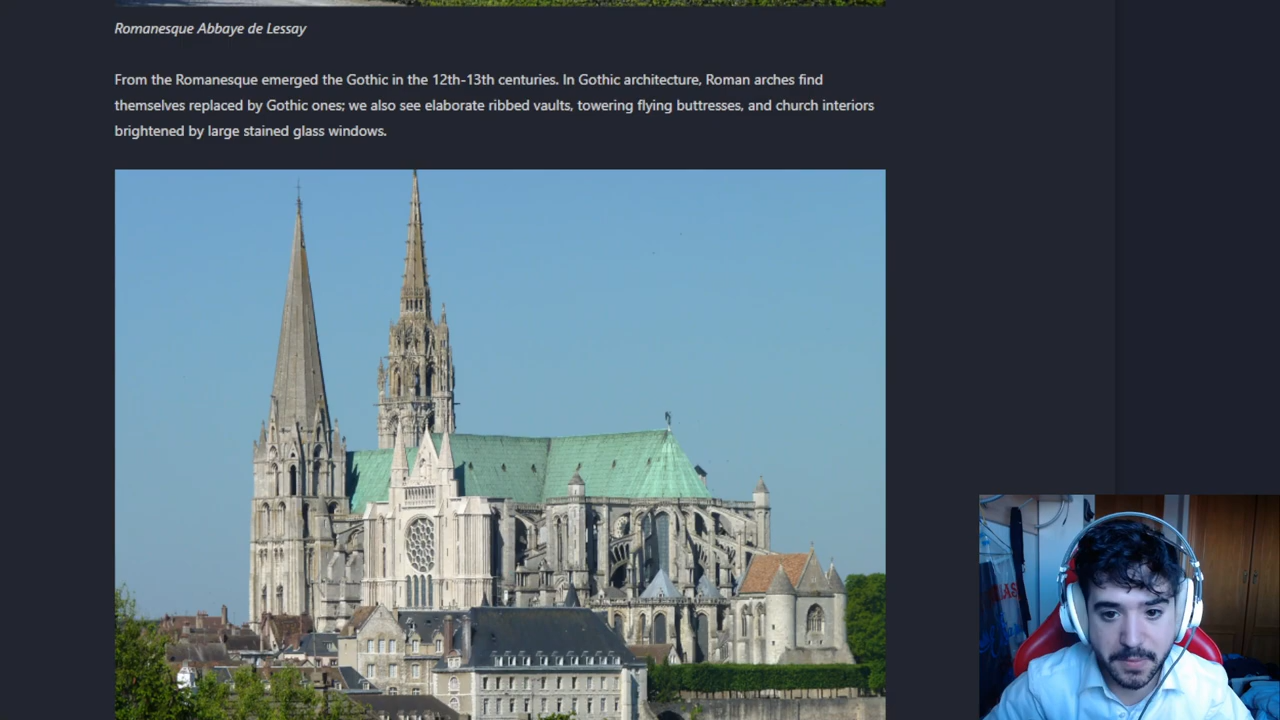 Romanesque Abbaye de Lessay
From the Romanesque emerged the Gothic in the 12th-13th centuries. In Gothic architecture, Roman arches find
themselves replaced by Gothic ones; we also see elaborate ribbed vaults, towering flying buttresses, and church interiors
brightened by large stained glass windows.